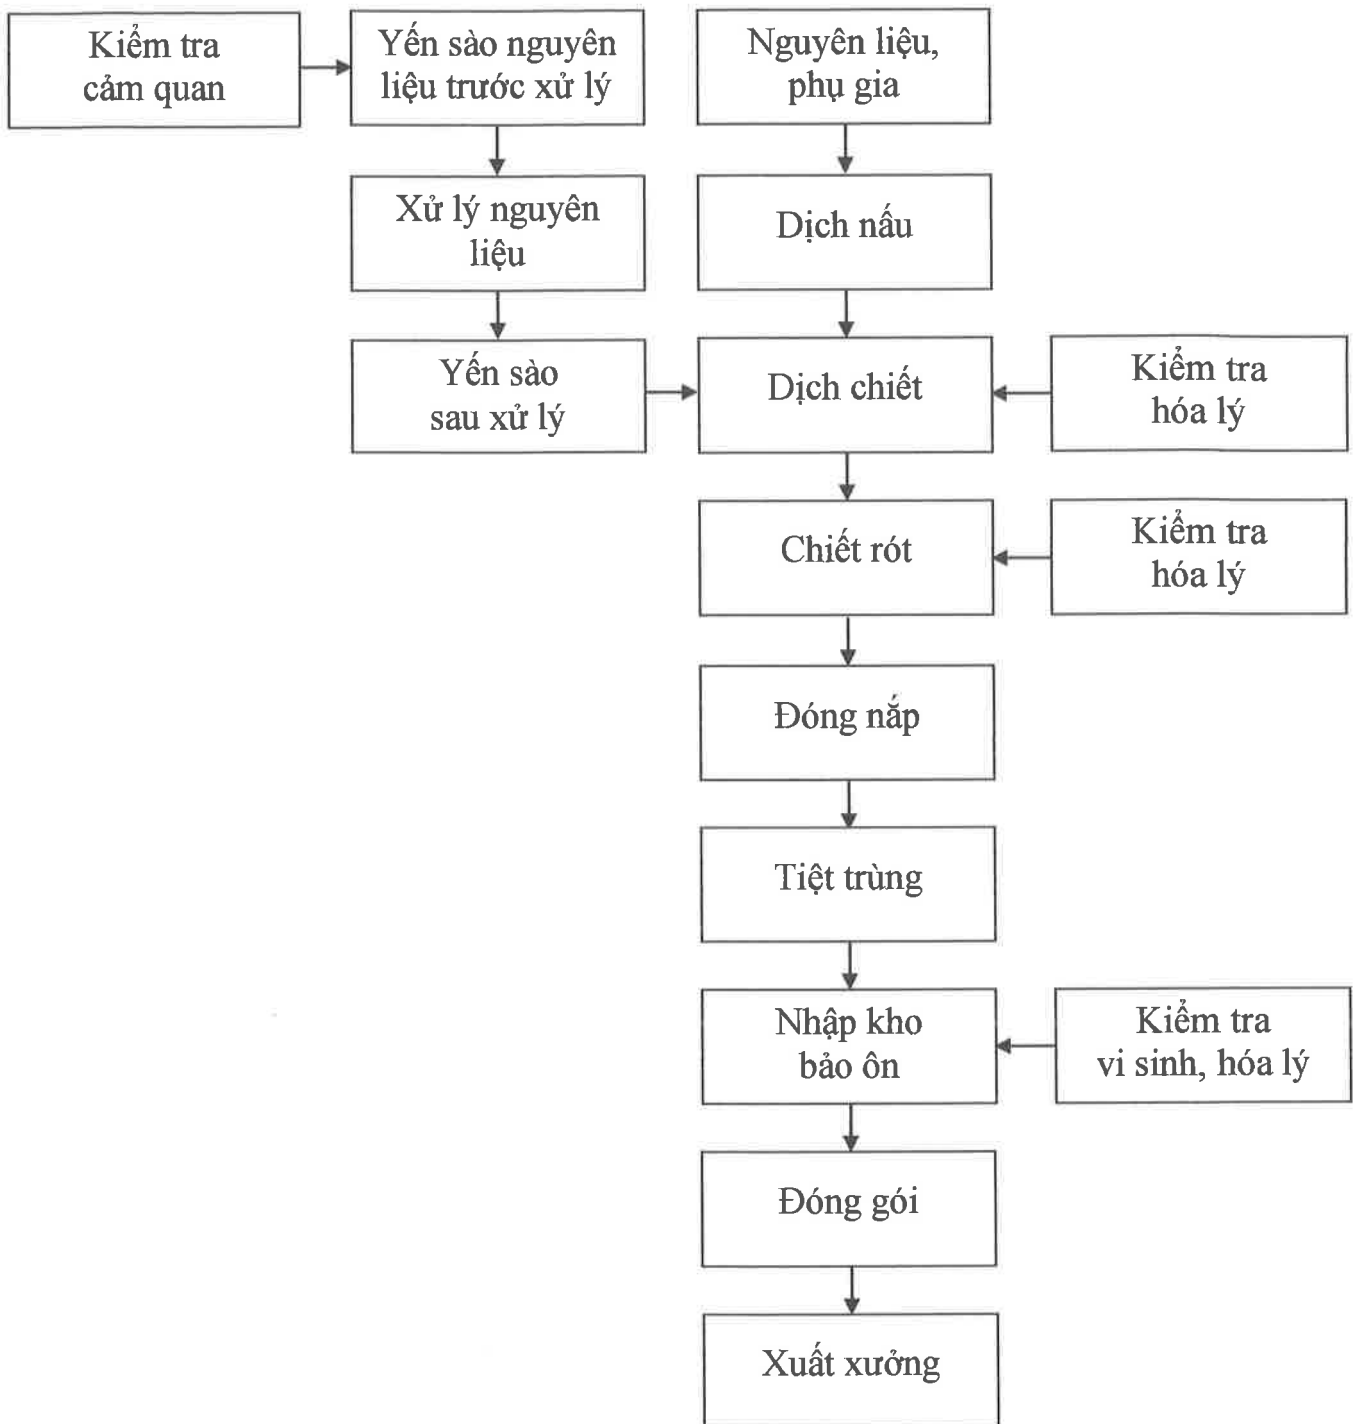 Kiểm tra
cảm quan
Yến sào nguyên
liệu trước xử lý
Nguyên liệu,
phụ gia
Xử lý nguyên
liệu
Dịch nấu
Yến sào
sau xử lý
Dịch chiết
Kiểm tra
hóa lý
Chiết rót
Kiểm tra
hóa lý
Đóng nắp
Tiệt trùng
Nhập kho
bảo ôn
Kiểm tra
vi sinh, hóa lý
Đóng gói
Xuất xưởng